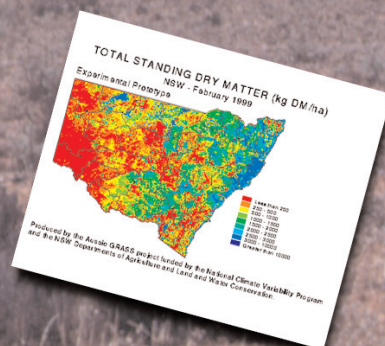 TOTAL STANDING DRY MATTER (kg DM/ha)
Experimental Prototype
NSW - February 1999
Less than 250
250 - 500
500 - 1000
1000 - 1500
1500 - 2000
2000 - 2500
2500 - 3000
3000 - 10000
Greater than 10000
Produced by the Aussie GRASS project funded by the National Climate Variability Program
and the NSW Departments of Agriculture and Land and Water Conservation.